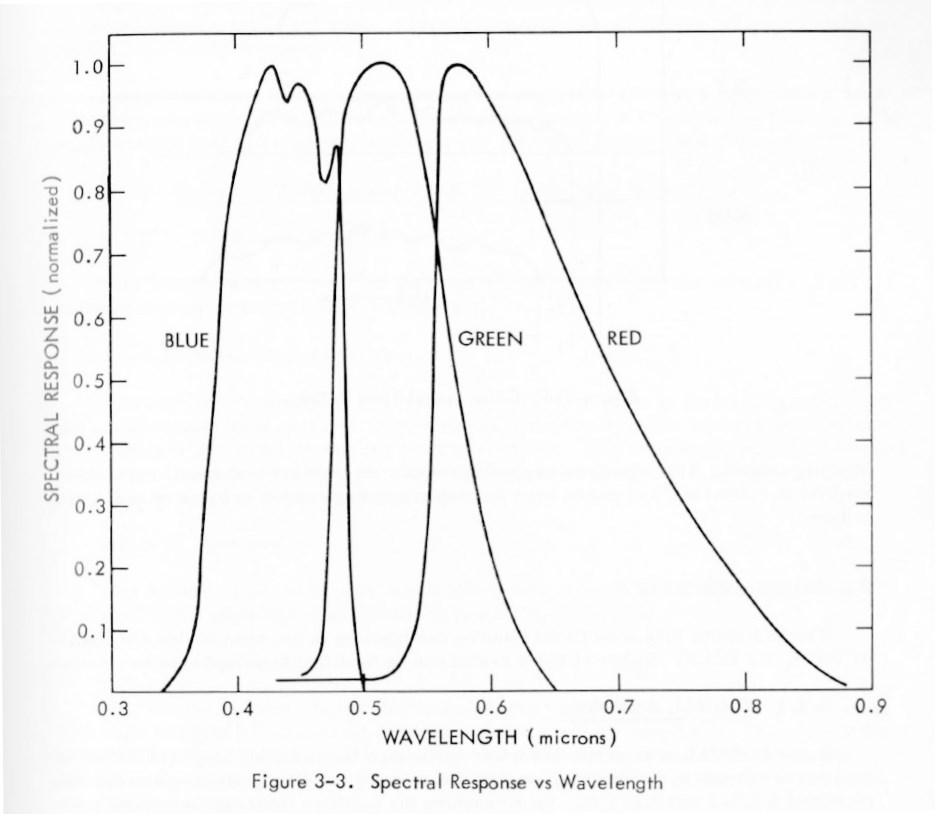 1.0
0.9
0.8
0.7
0.6
0.5
0.4
0.3
0.2
0.1
SPECTRAL RESPONSE (normalized)
BLUE
GREEN
RED
0.3 0.4 0.5 0.6 0.7 0.8 0.9
WAVELENGTH (microns)
Figure 3-3. Spectral Response vs Wavelength